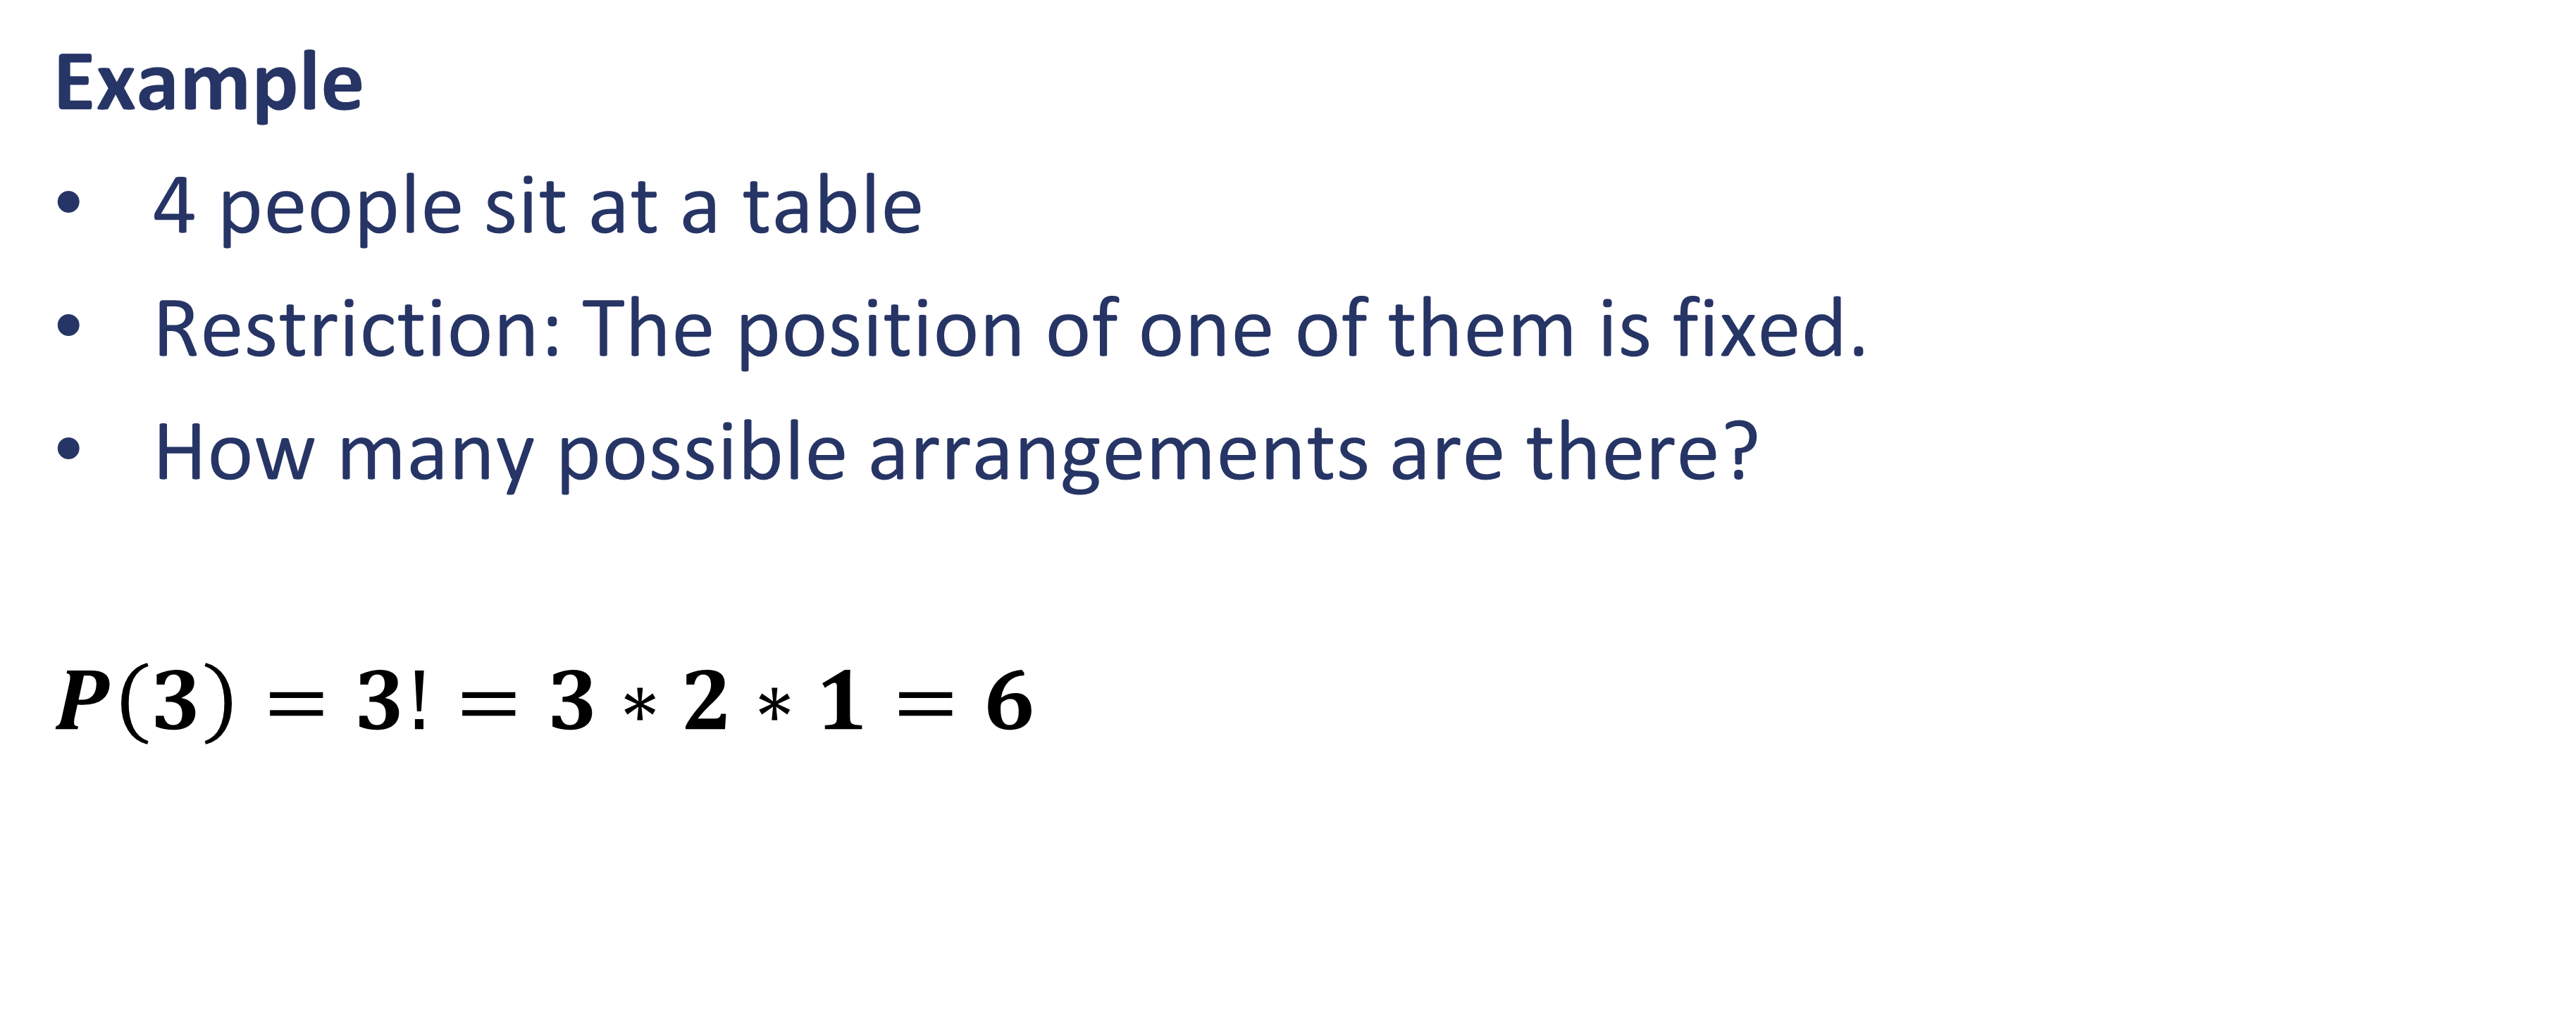 Example
• 4 people sit at a table
• Restriction: The position of one of them is fixed.
• How many possible arrangements are there?
P(3) = 3! = 3 ∗ 2 ∗ 1 = 6